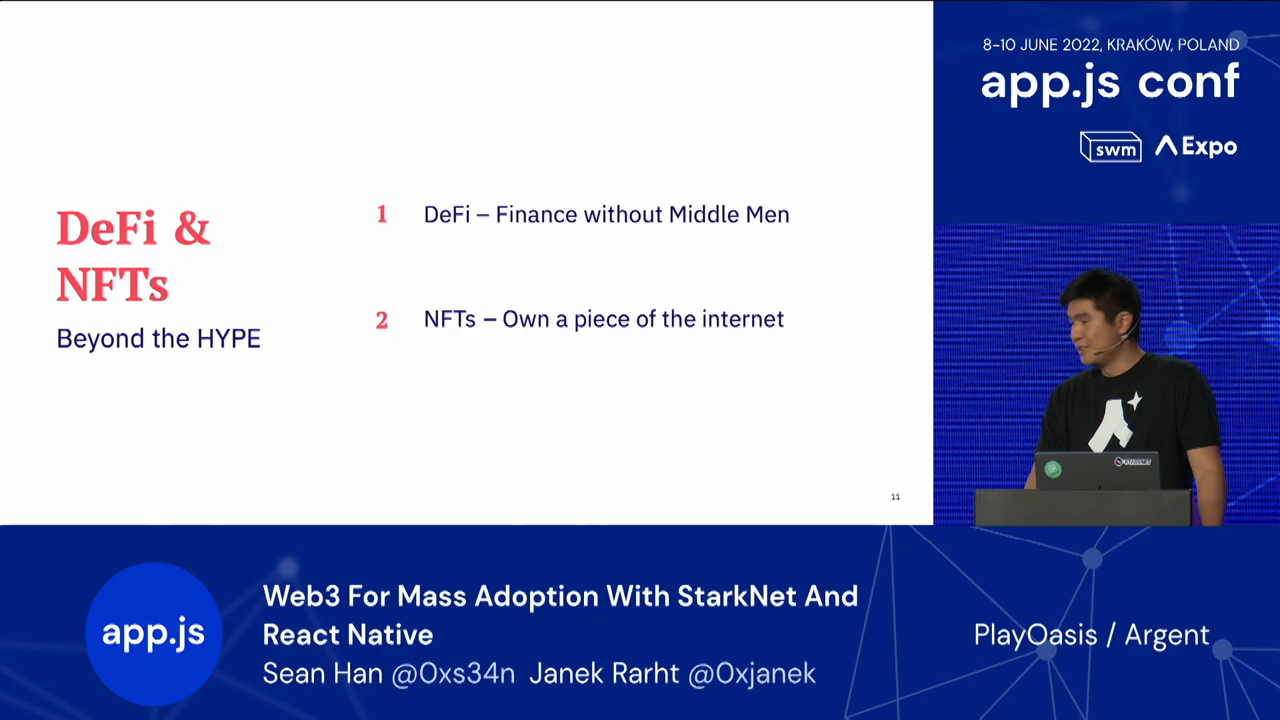 DeFi &
NFTs
Beyond the HYPE
1 DeFi – Finance without Middle Men
2 NFTs – Own a piece of the internet
11
8-10 JUNE 2022, KRAKÓW, POLAND
app.js conf
swm Expo
app.js
Web3 For Mass Adoption With StarkNet And
React Native
Sean Han @0xs34n Janek Rarht @0xjanek
PlayOasis / Argent